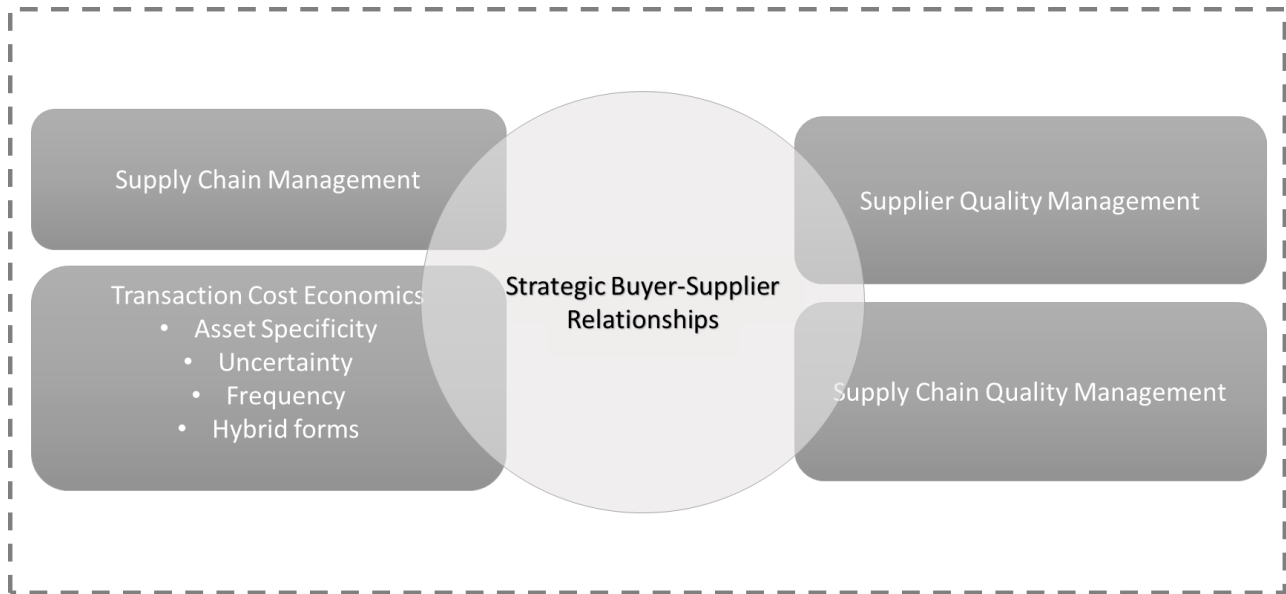 Supply Chain Management
Transaction Cost Economics
• Asset Specificity
• Uncertainty
• Frequency
• Hybrid forms
Strategic Buyer-Supplier
Relationships
Supplier Quality Management
Supply Chain Quality Management